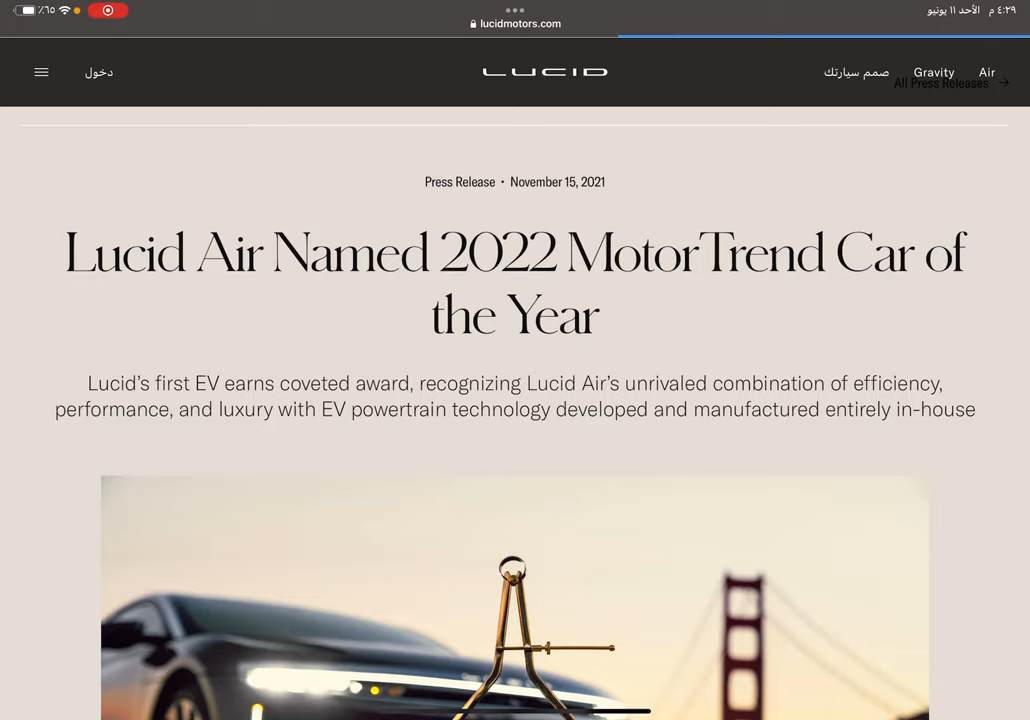 ٪٦٥
الأحد ١١ يونيو ٤:٢٩ م
lucidmotors.com
دخول
LUCID
صمم سيارتك
Gravity
Air
All Press Releases →
Press Release • November 15, 2021
Lucid Air Named 2022 MotorTrend Car of
the Year
Lucid's first EV earns coveted award, recognizing Lucid Air's unrivaled combination of efficiency,
performance, and luxury with EV powertrain technology developed and manufactured entirely in-house